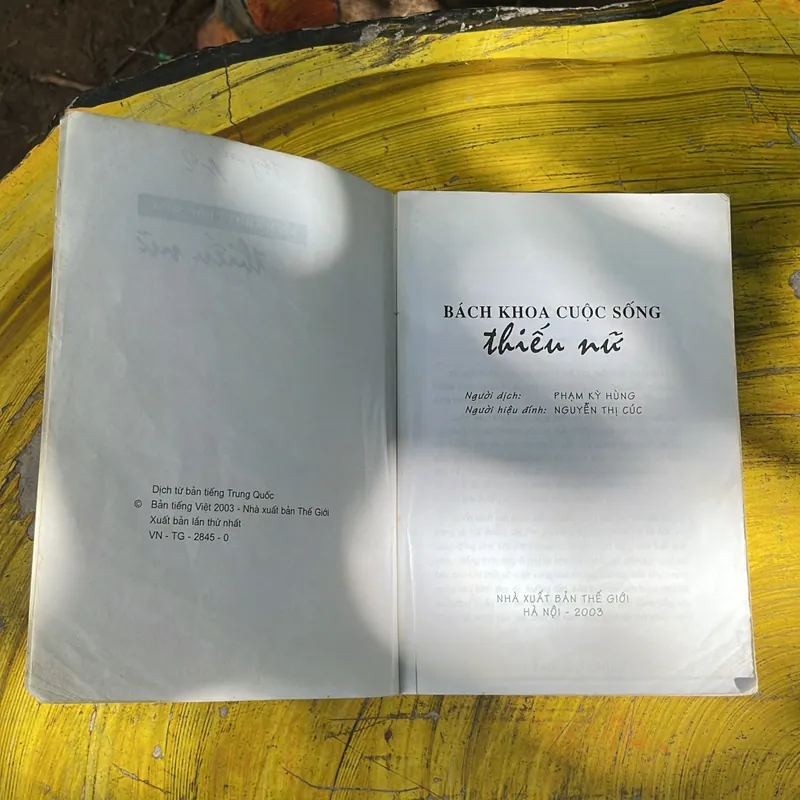 Dịch từ bản tiếng Trung Quốc
© Bản tiếng Việt 2003 - Nhà xuất bản Thế Giới
Xuất bản lần thứ nhất
VN - TG - 2845 - 0
BÁCH KHOA CUỘC SỐNG
thiếu nữ
Người dịch: PHẠM KỲ HÙNG
Người hiệu đính: NGUYỄN THỊ CÚC
NHÀ XUẤT BẢN THẾ GIỚI
HÀ NỘI - 2003